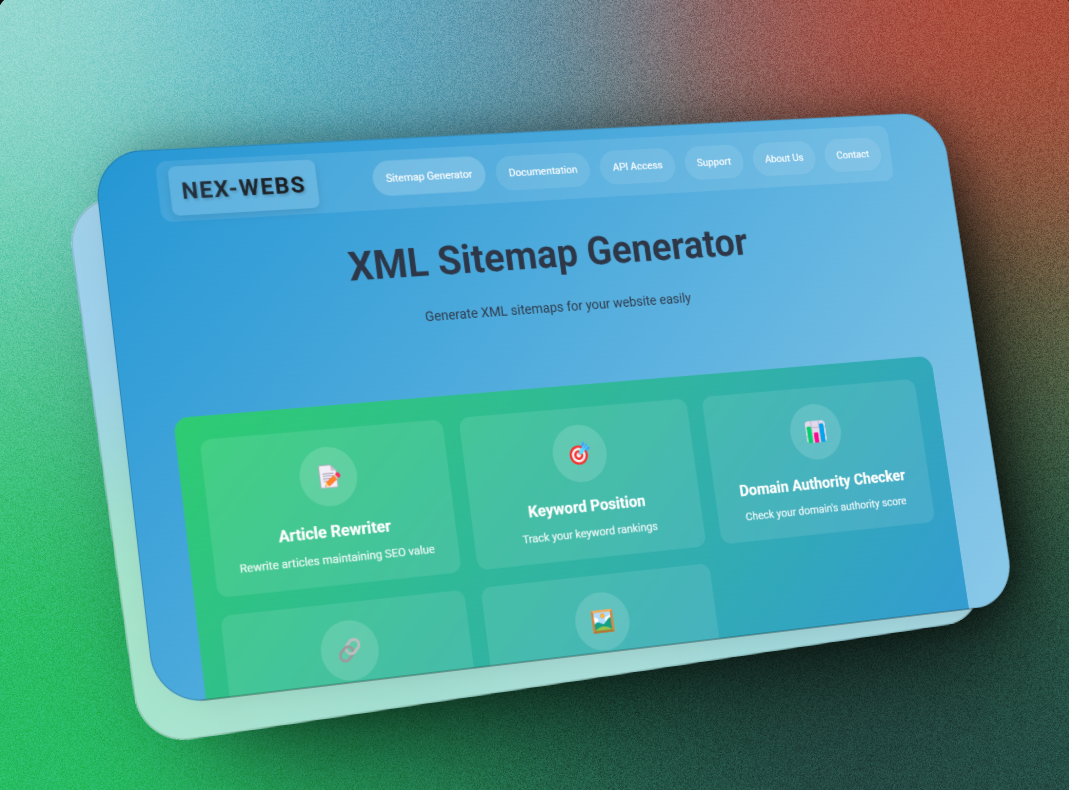 NEX-WEBS
Sitemap Generator
Documentation
API Access
Support
About Us
Contact
XML Sitemap Generator
Generate XML sitemaps for your website easily
Article Rewriter
Rewrite articles maintaining SEO value
Keyword Position
Track your keyword rankings
Domain Authority Checker
Check your domain's authority score